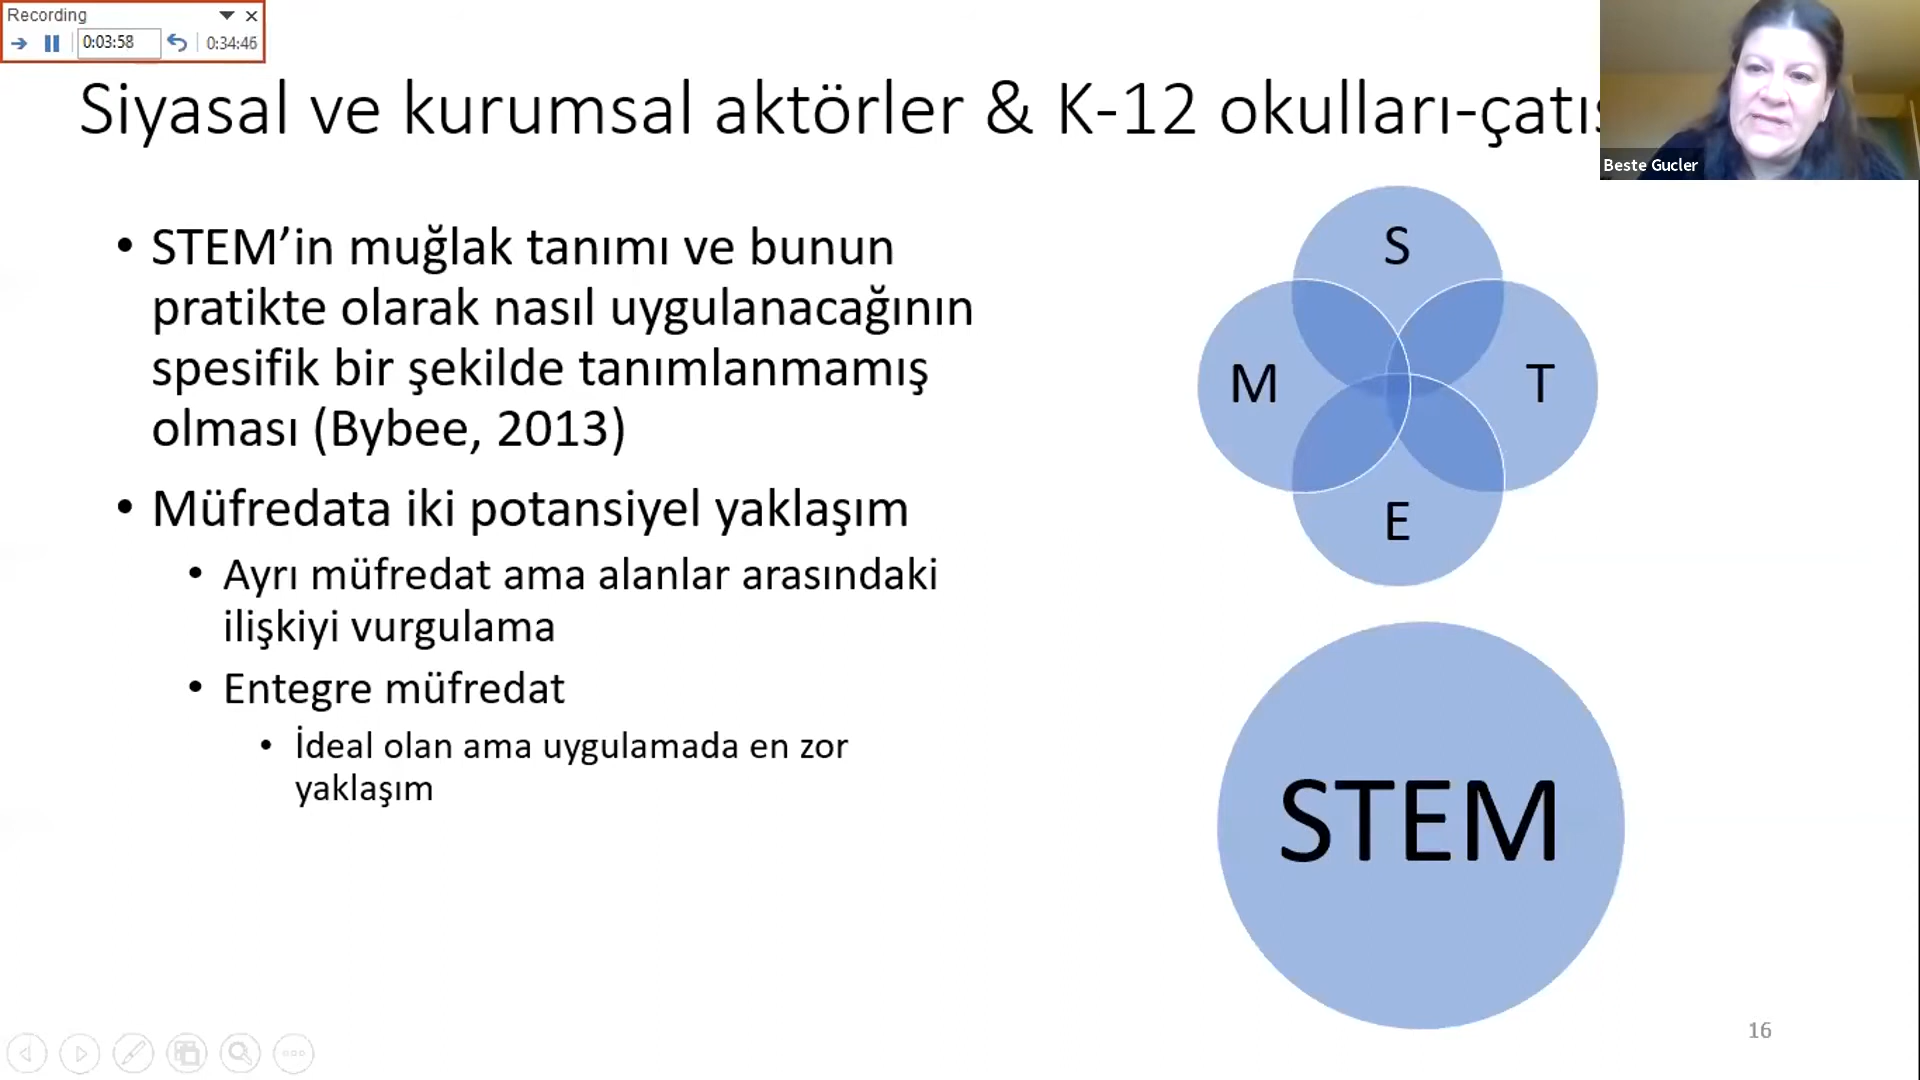 Recording
0:03:58
0:34:46
Siyasal ve kurumsal aktörler & K-12 okulları-
Beste Gucler
• STEM’in muğlak tanımı ve bunun
pratikte olarak nasıl uygulanacağının
spesifik bir şekilde tanımlanmamış
olması (Bybee, 2013)
• Müfredata iki potansiyel yaklaşım
• Ayrı müfredat ama alanlar arasındaki
ilişkiyi vurgulama
• Entegre müfredat
• İdeal olan ama uygulamada en zor
yaklaşım
S
M
T
E
STEM
16